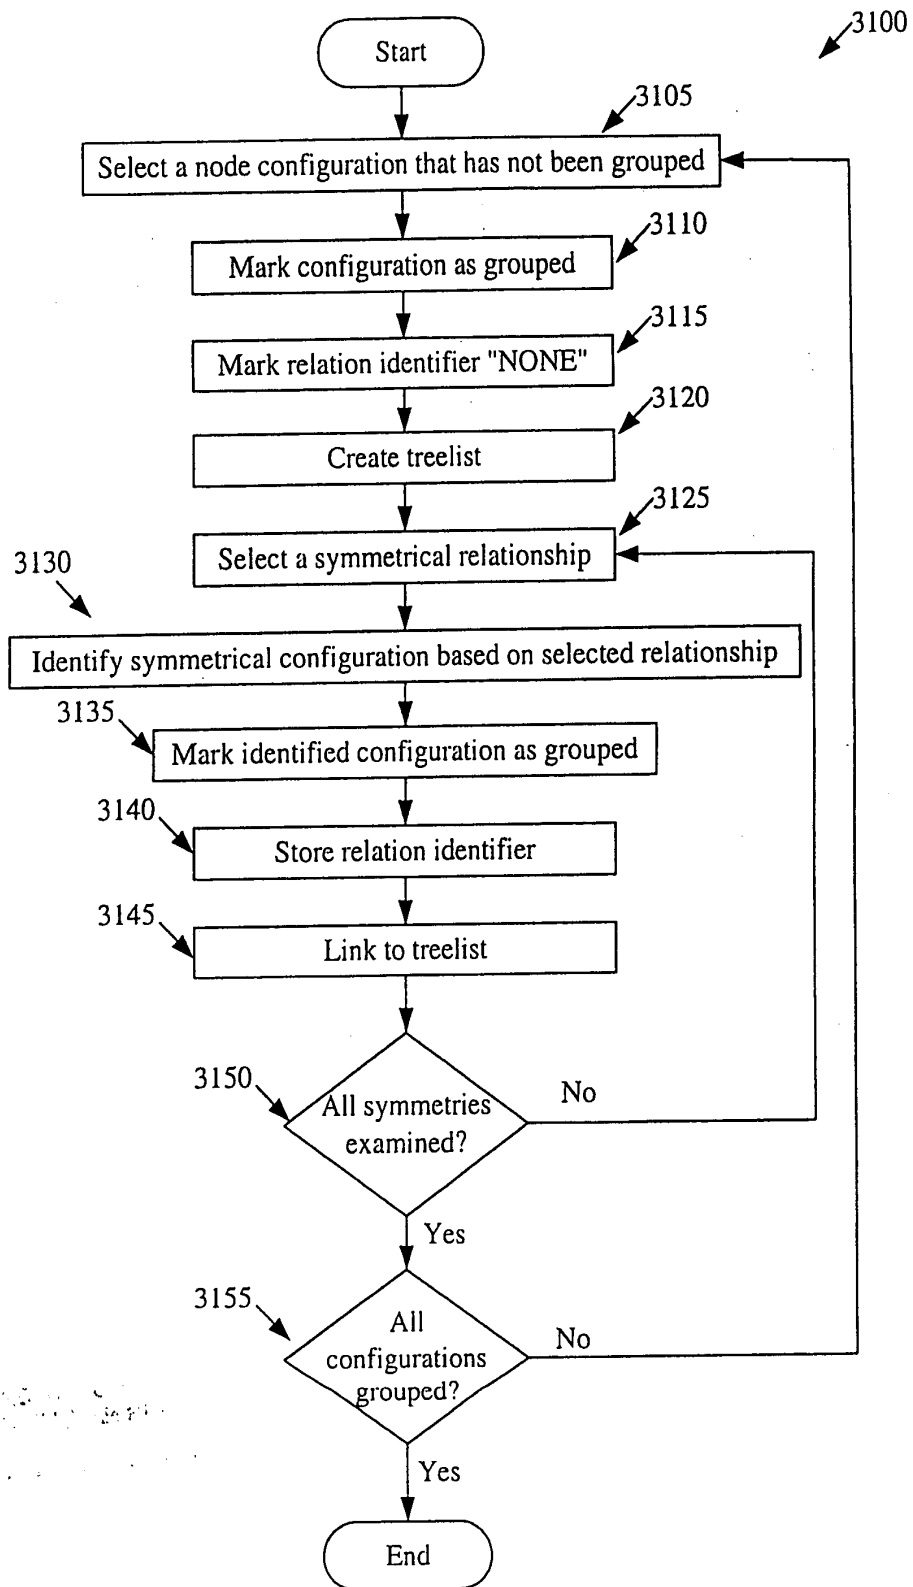 3100
Start
3105
Select a node configuration that has not been grouped
3110
Mark configuration as grouped
3115
Mark relation identifier "NONE"
3120
Create treelist
3125
Select a symmetrical relationship
3130
Identify symmetrical configuration based on selected relationship
3135
Mark identified configuration as grouped
3140
Store relation identifier
3145
Link to treelist
3150
All symmetries
examined?
No
Yes
3155
All
configurations
grouped?
No
Yes
End